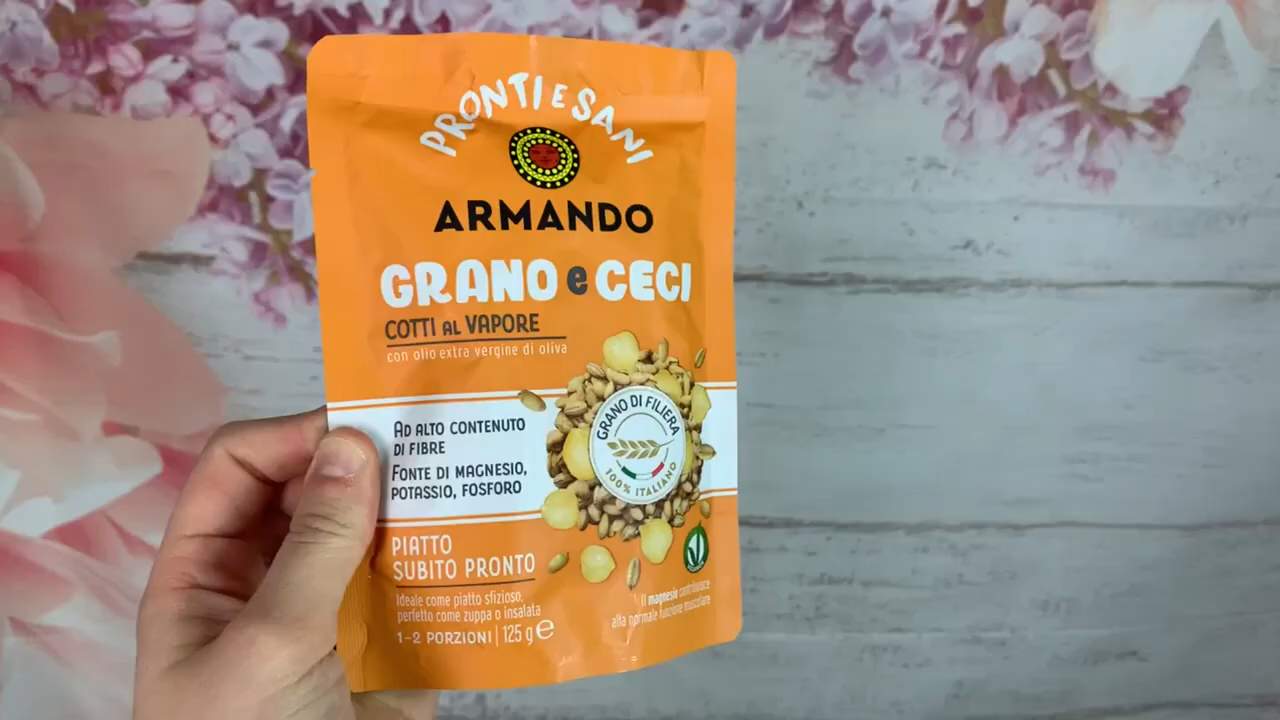 PRONTI E SANI
ARMANDO
GRANO e CECI
COTTI AL VAPORE
con olio extra vergine di oliva
AD ALTO CONTENUTO
DI FIBRE
FONTE DI MAGNESIO,
POTASSIO, FOSFORO
GRANO DI FILIERA
100% ITALIANO
PIATTO
SUBITO PRONTO
Ideale come piatto sfizioso,
perfetto come zuppa o insalata
1-2 PORZIONI | 125 g e
Il magnesio contribuisce
alla normale funzione muscolare